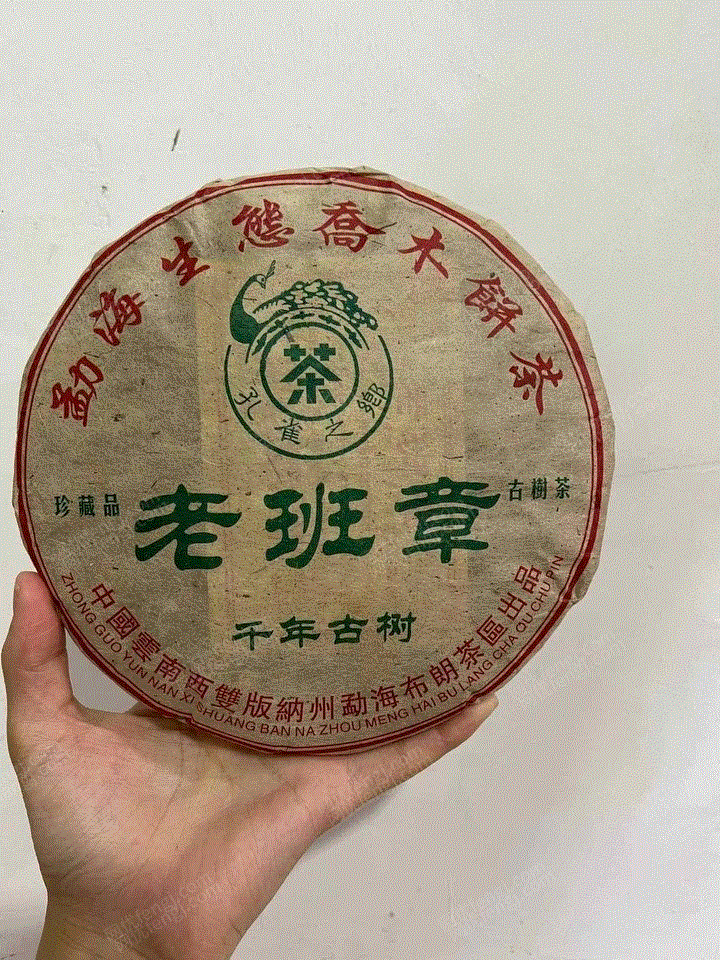 勐海生態喬木餅茶
茶
孔雀之鄉
珍藏品
老班章
古樹茶
千年古树
中國雲南西雙版納州勐海布朗茶區出品
ZHONG GUO YUN NAN XI SHUANG BAN NA ZHOU MENG HAI BU LANG CHA QU CHU PIN